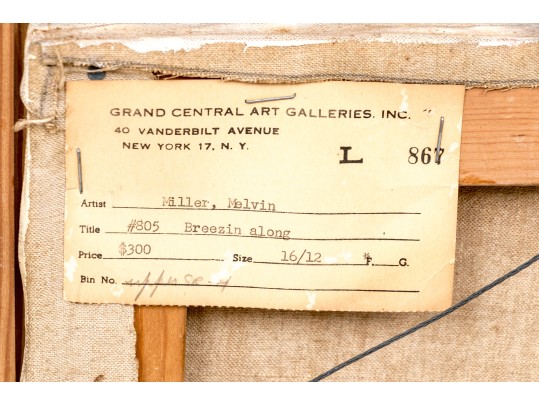 GRAND CENTRAL ART GALLERIES, INC.
40 VANDERBILT AVENUE
NEW YORK 17, N. Y.
L 867
Artist Miller, Melvin
Title #805 Breezin along
Price $300 Size 16/12 F. G.
Bin No.